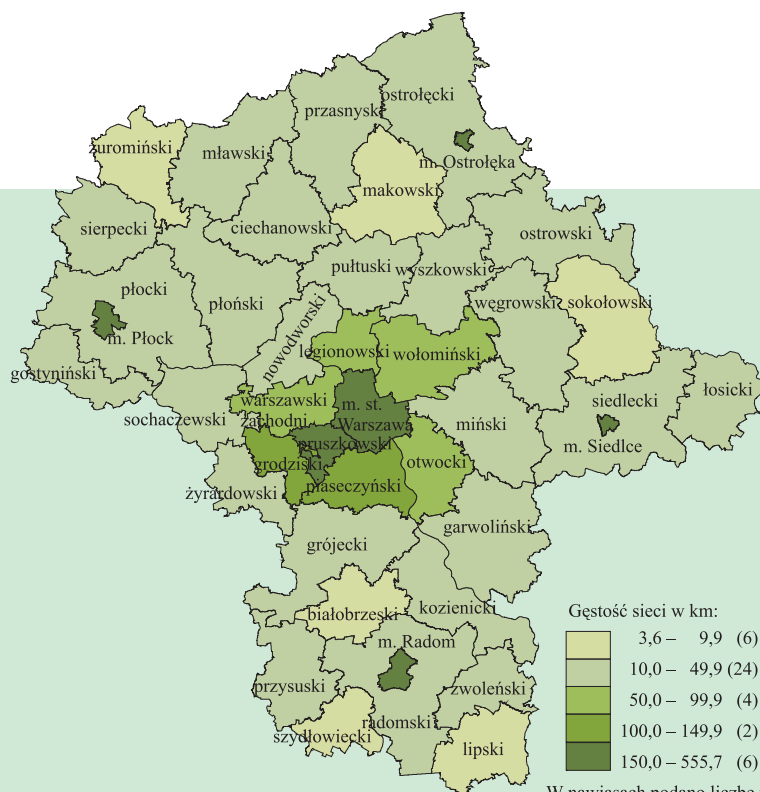 ostrołęcki
przasnyski
żuromiński
mławski
m. Ostrołęka
makowski
sierpecki
ciechanowski
ostrowski
pułtuski
wyszkowski
płocki
płoński
węgrowski
sokołowski
nowodworski
m. Płock
legionowski
wołomiński
gostyniński
siedlecki
łosicki
warszawski
zachodni
m. st.
Warszawa
sochaczewski
miński
m. Siedlce
pruszkowski
grodziski
otwocki
piaseczyński
żyrardowski
garwoliński
grójecki
białobrzeski
kozienicki
m. Radom
przysuski
zwoleński
radomski
szydłowiecki
lipski
Gęstość sieci w km:
3,6 – 9,9 (6)
10,0 – 49,9 (24)
50,0 – 99,9 (4)
100,0 – 149,9 (2)
150,0 – 555,7 (6)
W nawiasach podano liczbę